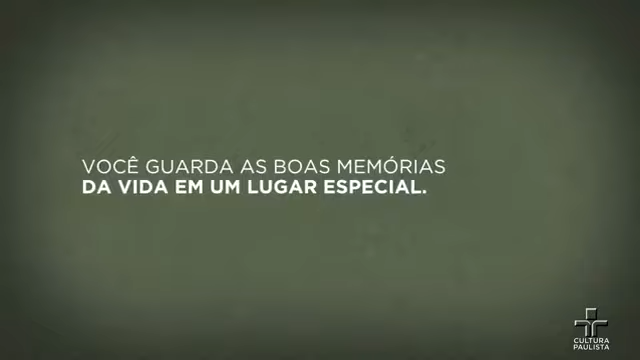 VOCÊ GUARDA AS BOAS MEMÓRIAS
DA VIDA EM UM LUGAR ESPECIAL.
CULTURA
PAULISTA